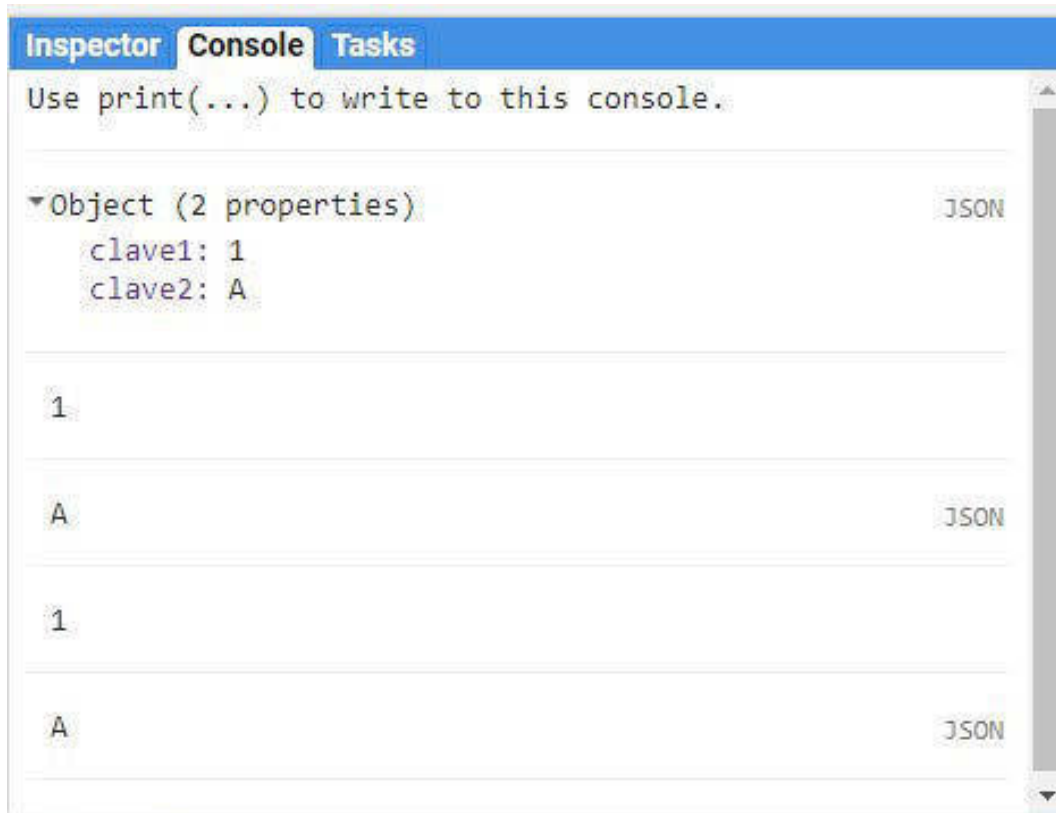 Inspector Console Tasks
Use print(...) to write to this console.
Object (2 properties) JSON
clave1: 1
clave2: A
1
A JSON
1
A JSON